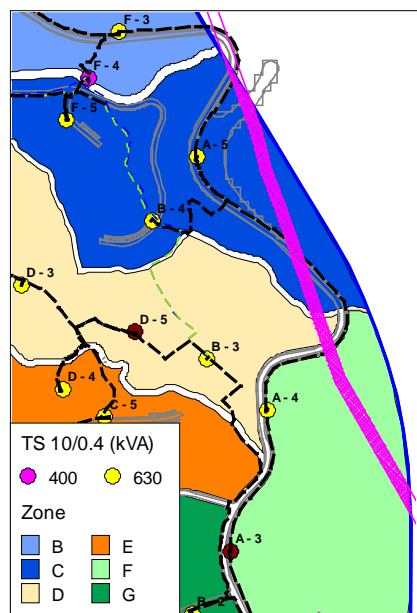 F - 3
F - 4
F - 5
A - 5
B - 4
D - 3
D - 5
B - 3
D - 4
C - 5
A - 4
TS 10/0.4 (kVA)
400 630
Zone
B E
C F
D G
A - 3
B - 2